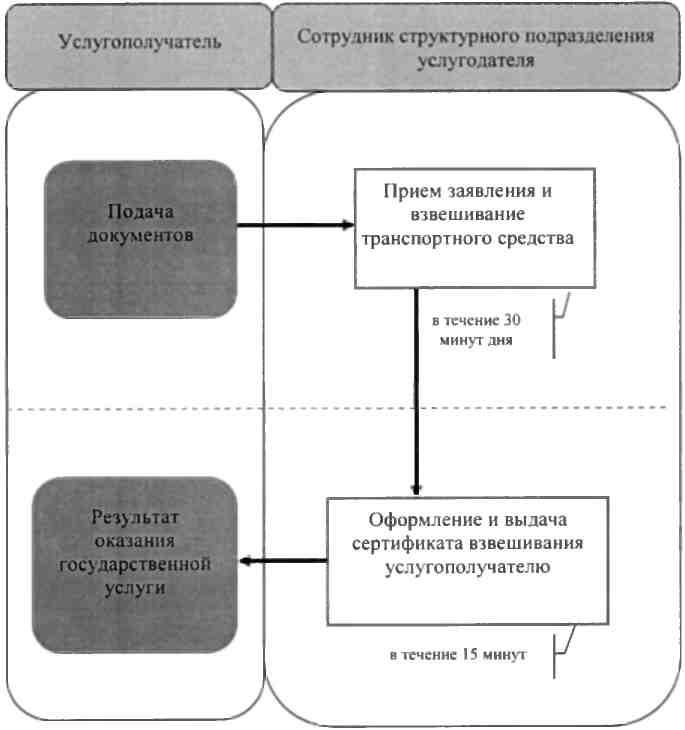 Услугополучатель
Сотрудник структурного подразделения
услугодателя
Подача
документов
Прием заявления и
взвешивание
транспортного средства
в течение 30
минут дня
Результат
оказания
государственной
услуги
Оформление и выдача
сертификата взвешивания
услугополучателю
в течение 15 минут